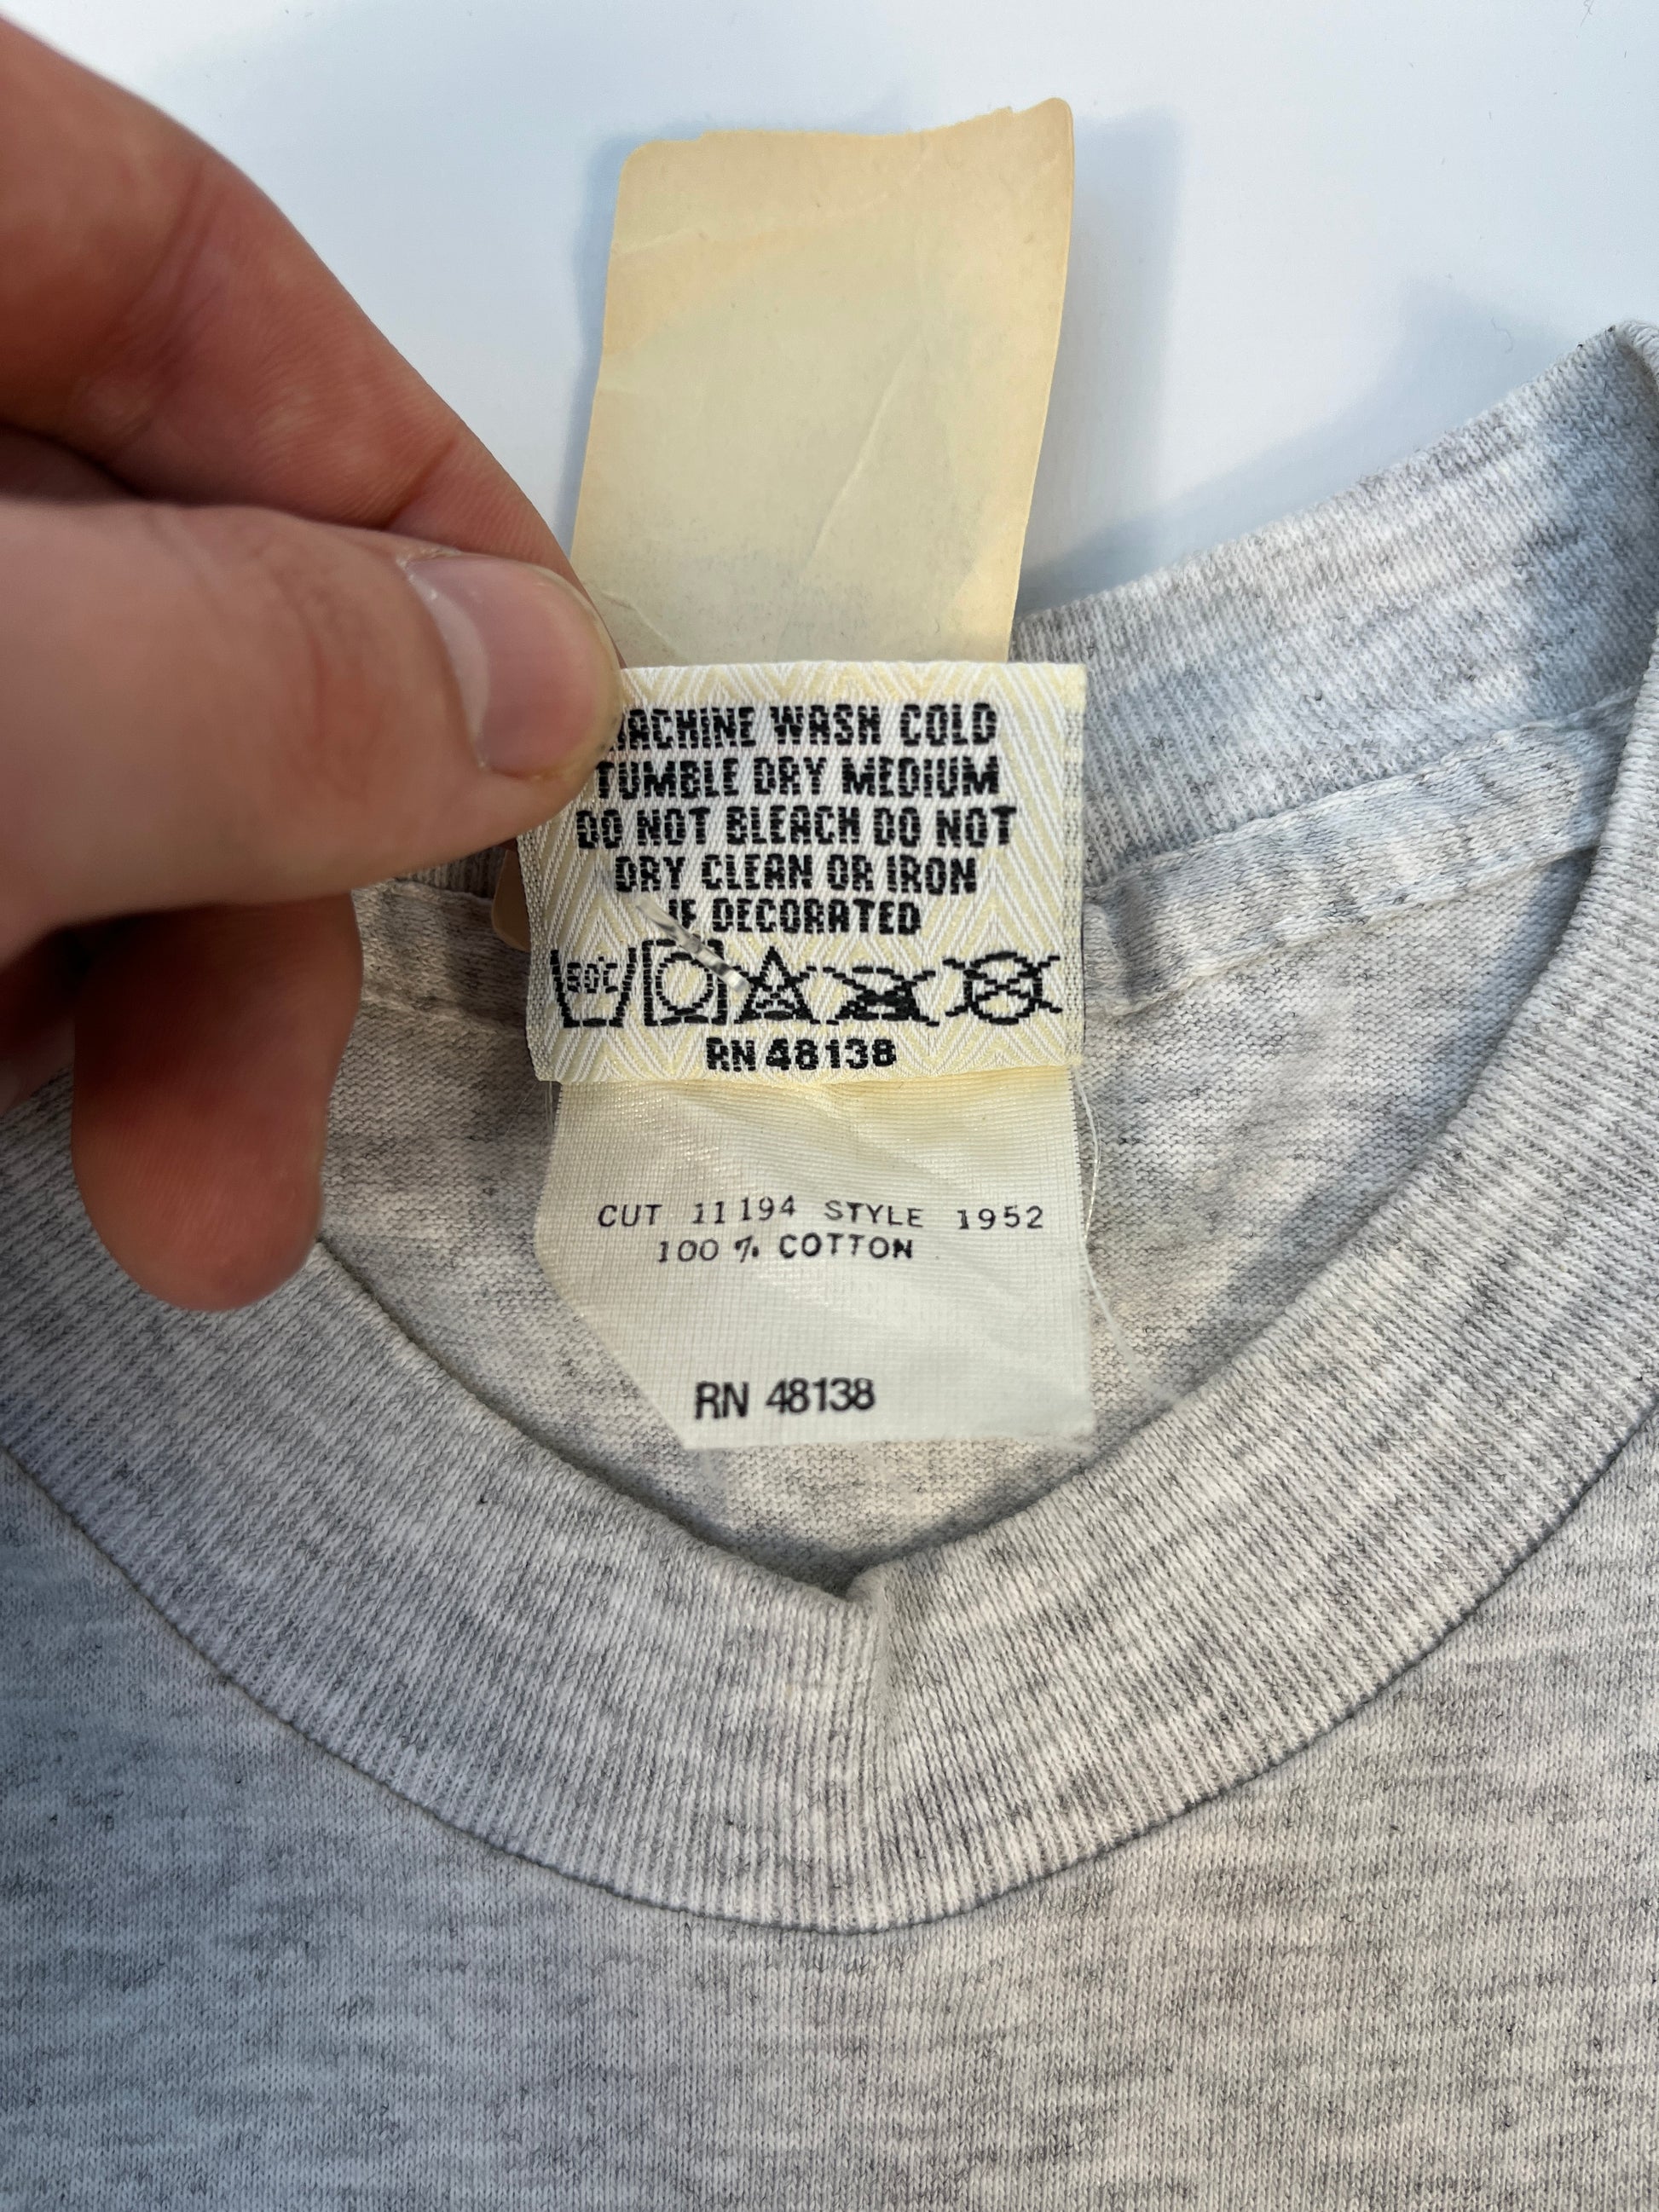 MACHINE WASH COLD
TUMBLE DRY MEDIUM
DO NOT BLEACH DO NOT
DRY CLEAN OR IRON
IF DECORATED
50°C
RN 48138
CUT 11194 STYLE 1952
100 % COTTON
RN 48138